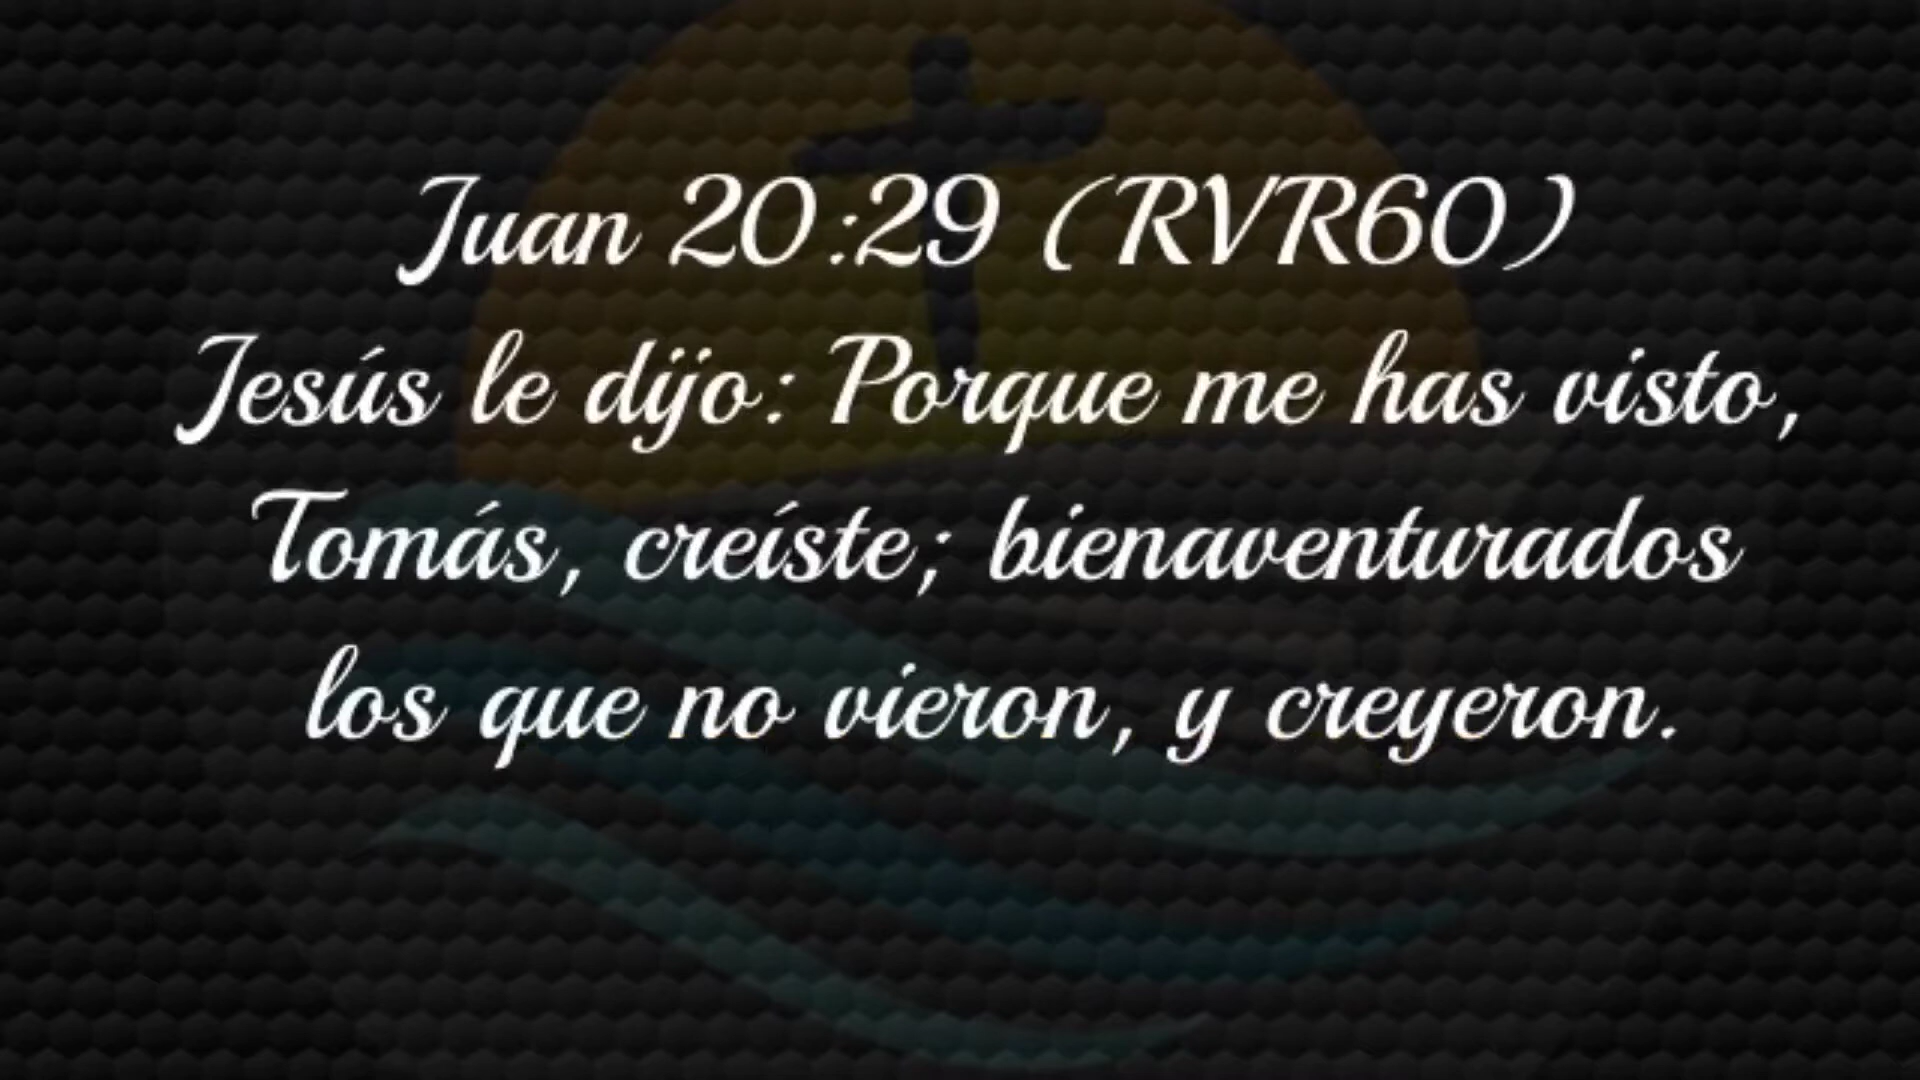 Juan 20:29 (RVR60)
Jesús le dijo: Porque me has visto,
Tomás, creíste; bienaventurados
los que no vieron, y creyeron.